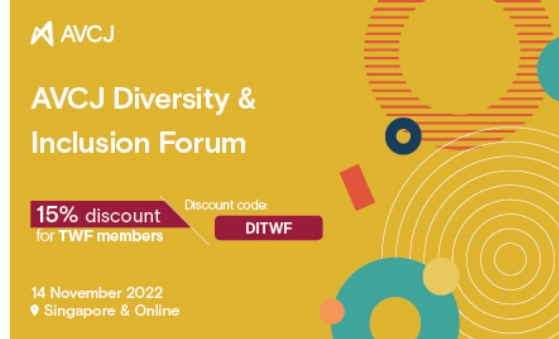 AVCJ
AVCJ Diversity &
Inclusion Forum
15% discount
for TWF members
Discount code:
DITWF
14 November 2022
Singapore & Online